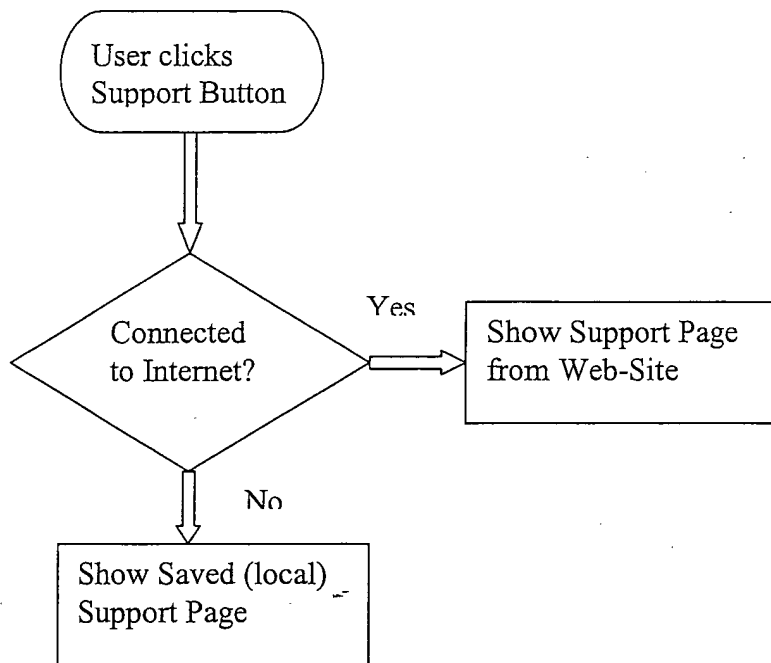 User clicks
Support Button
Connected
to Internet?
Yes
Show Support Page
from Web-Site
No
Show Saved (local)
Support Page